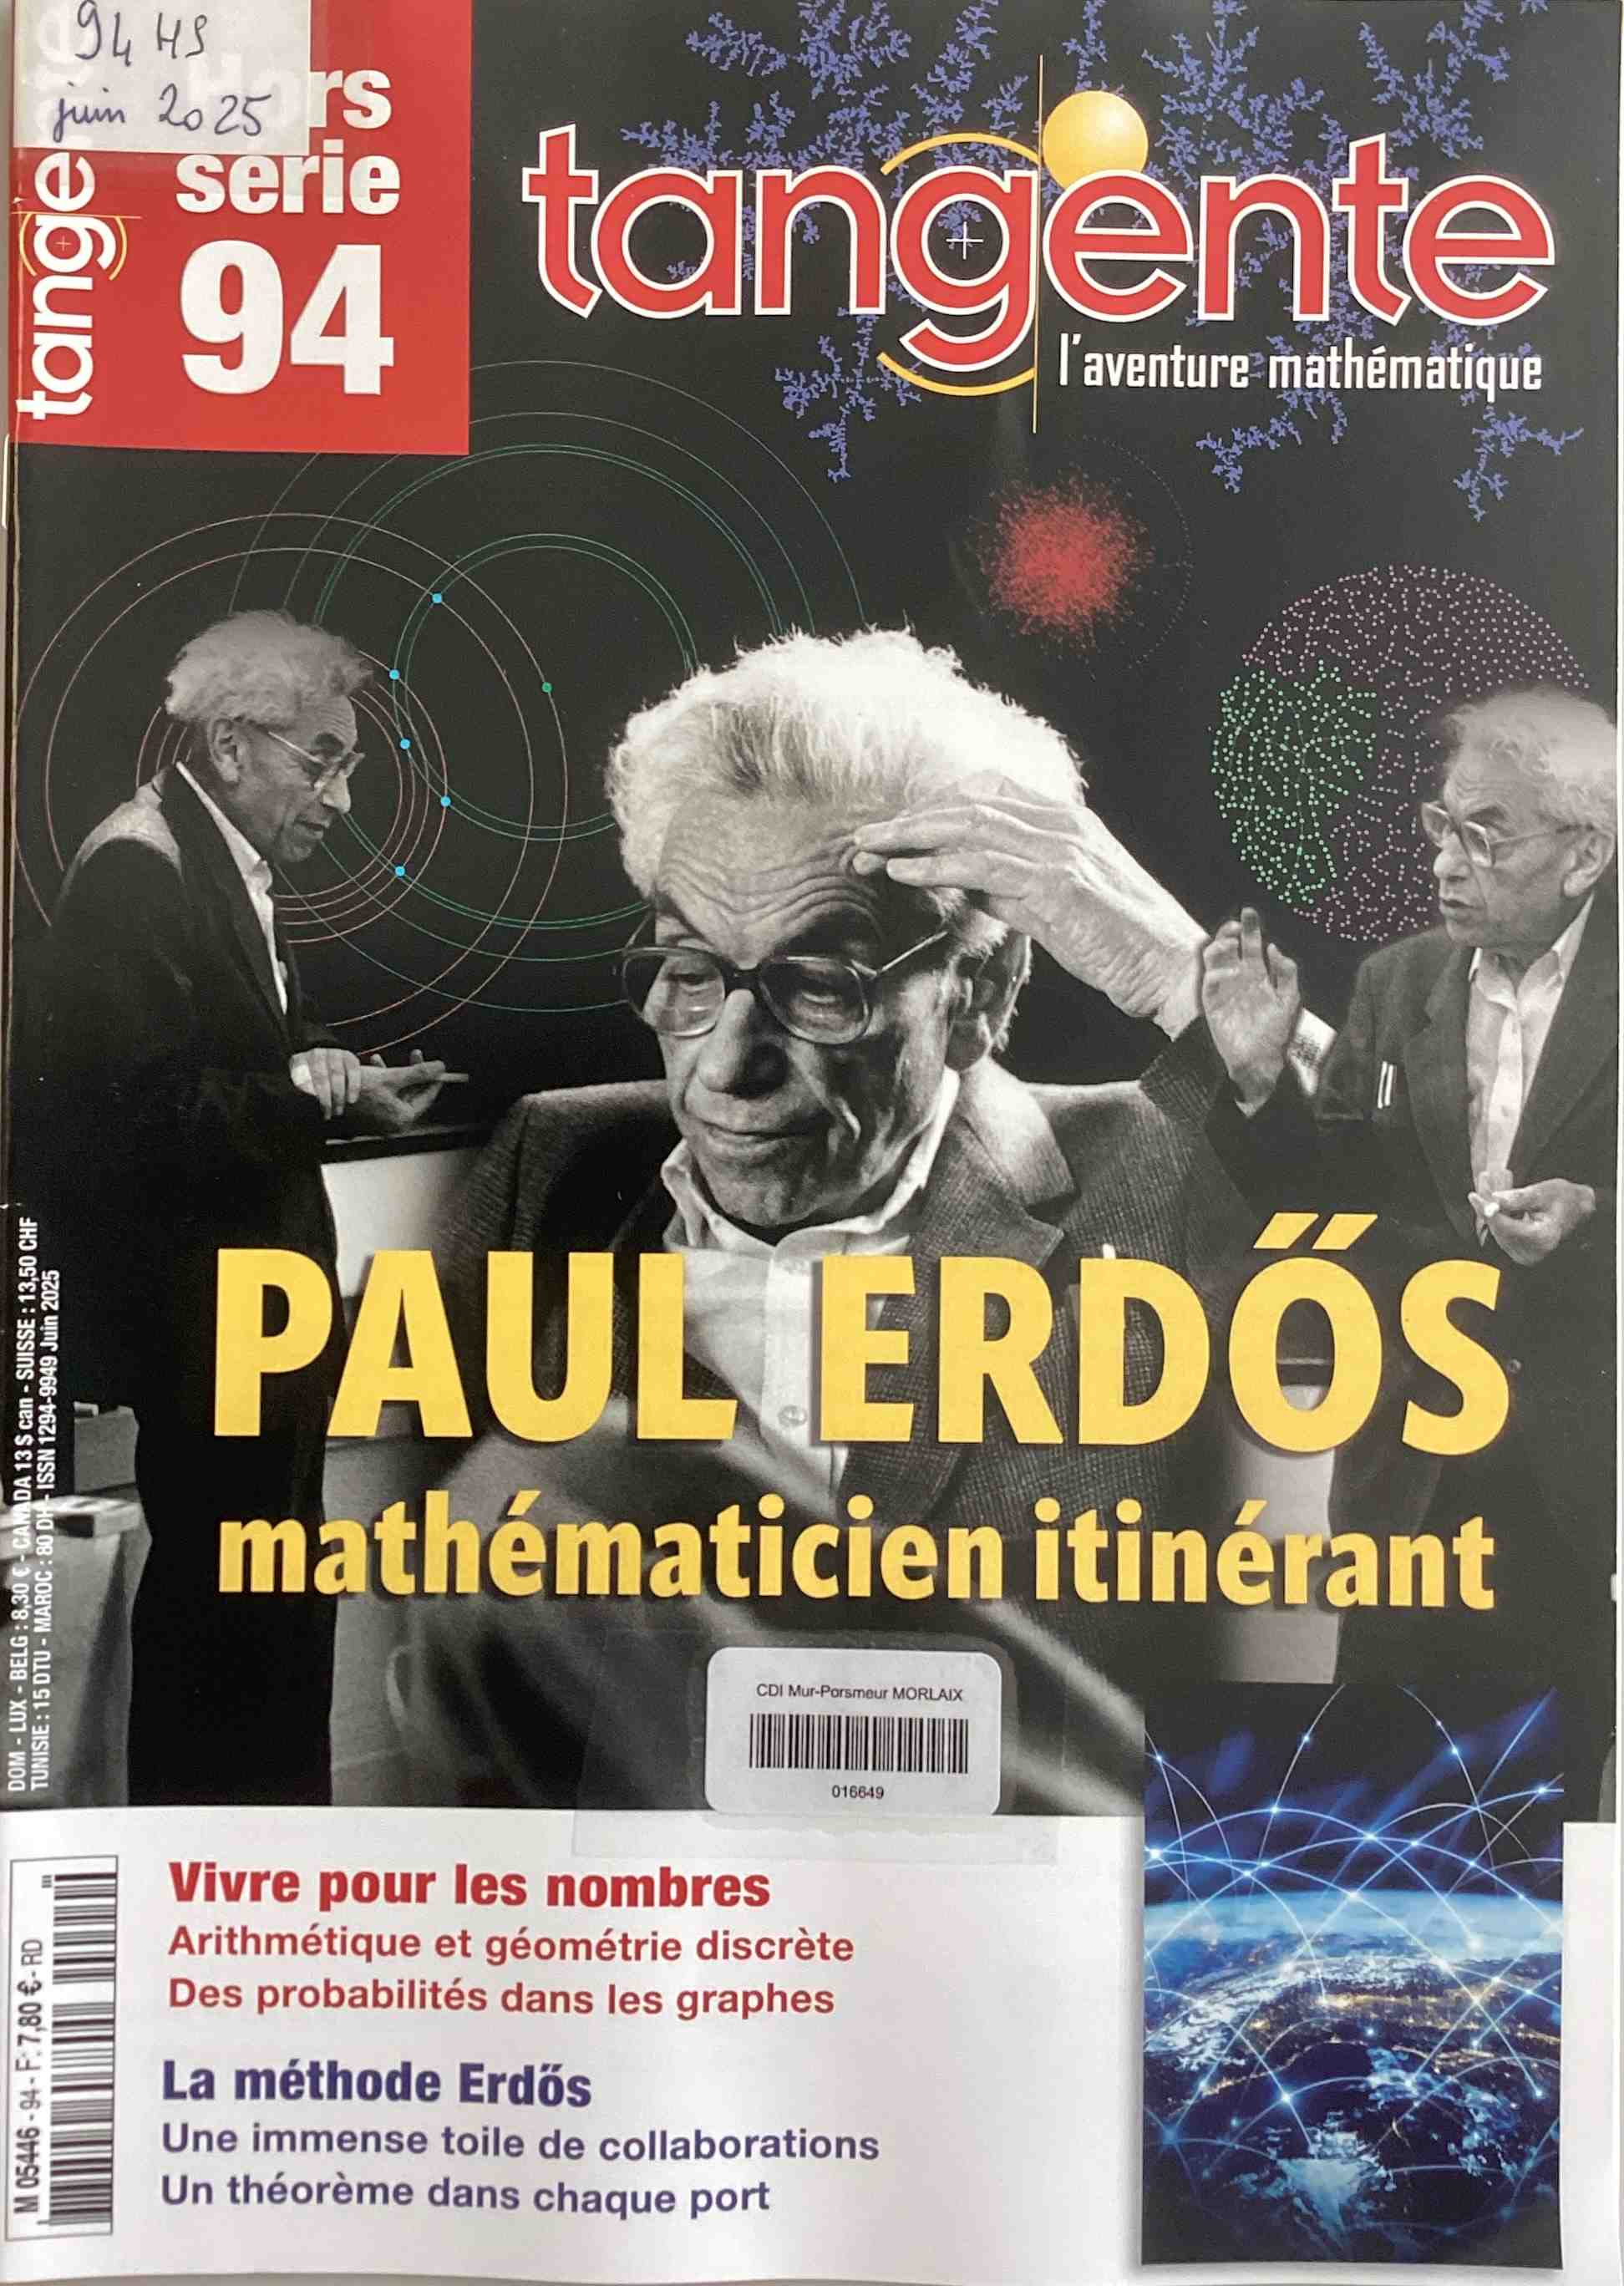 94 HS
juin 2025
série
94
tangente
tangente
l'aventure mathématique
PAUL ERDŐS
mathématicien itinérant
DOM - LUX - BELG : 8,30 € - CANADA 13 $ can - SUISSE : 13,50 CHF
TUNISIE : 15 DTU - MAROC : 80 DH - ISSN 1294-9949 Juin 2025
CDI Mur-Porsmeur MORLAIX
016649
Vivre pour les nombres
Arithmétique et géométrie discrète
Des probabilités dans les graphes
La méthode Erdős
Une immense toile de collaborations
Un théorème dans chaque port
M 05446 - 94 - F: 7,80 € - RD